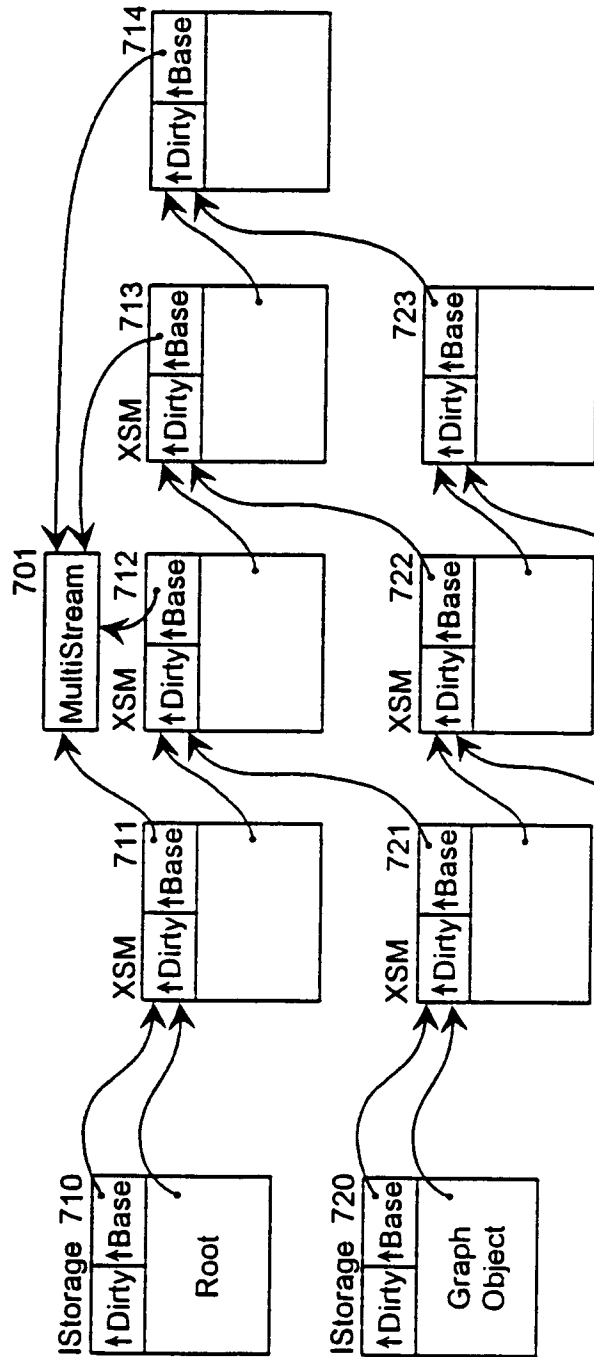 701
MultiStream
IStorage 710
↑Dirty ↑Base
Root
XSM 711
↑Dirty ↑Base
XSM 712
↑Dirty ↑Base
XSM 713
↑Dirty ↑Base
714
↑Dirty ↑Base
IStorage 720
↑Dirty ↑Base
Graph
Object
XSM 721
↑Dirty ↑Base
XSM 722
↑Dirty ↑Base
723
↑Dirty ↑Base